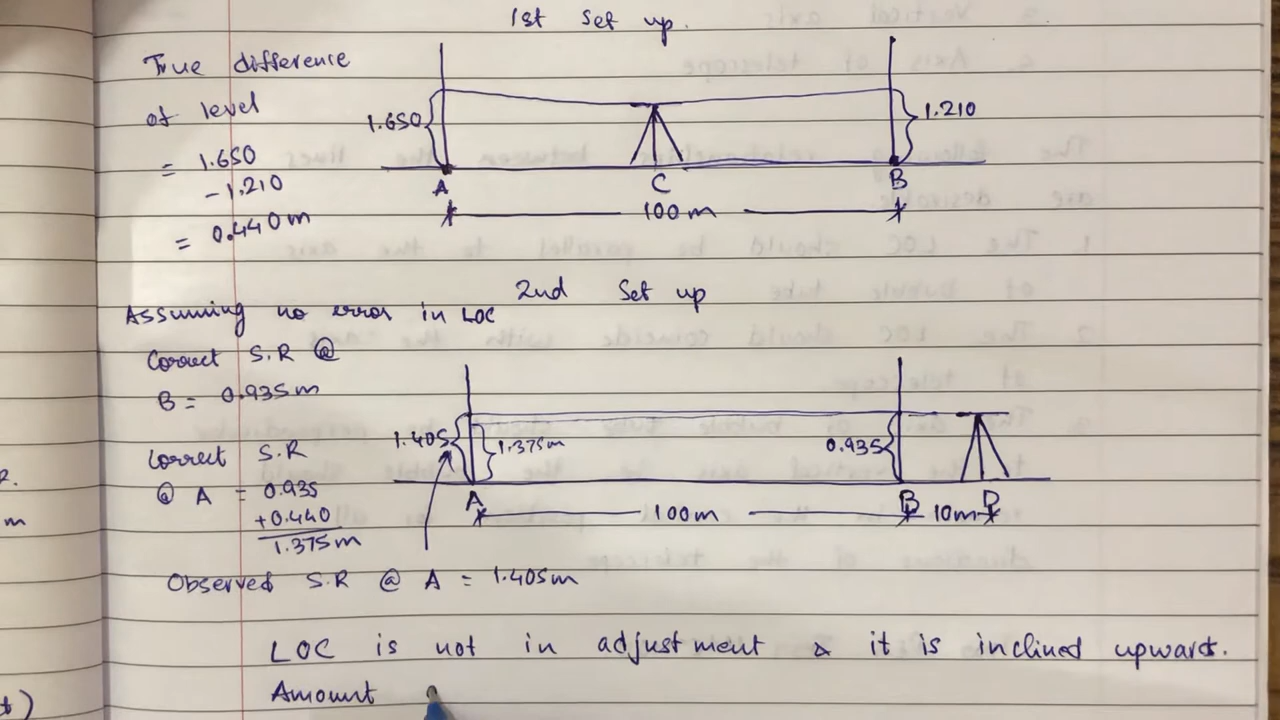 1st Set up.
True difference
of level
= 1.650
- 1.210
= 0.440m
1.650
1.210
A
C
B
100m
2nd Set up
Assuming no error in LOC
Correct S.R @
B = 0.935m
Correct S.R
@ A = 0.935
+0.440
1.375m
1.405
1.375m
0.935
A
B
D
100m
10m
Observed S.R @ A = 1.405m
LOC is not in adjustment & it is inclined upward.
Amount
R.
m
t)